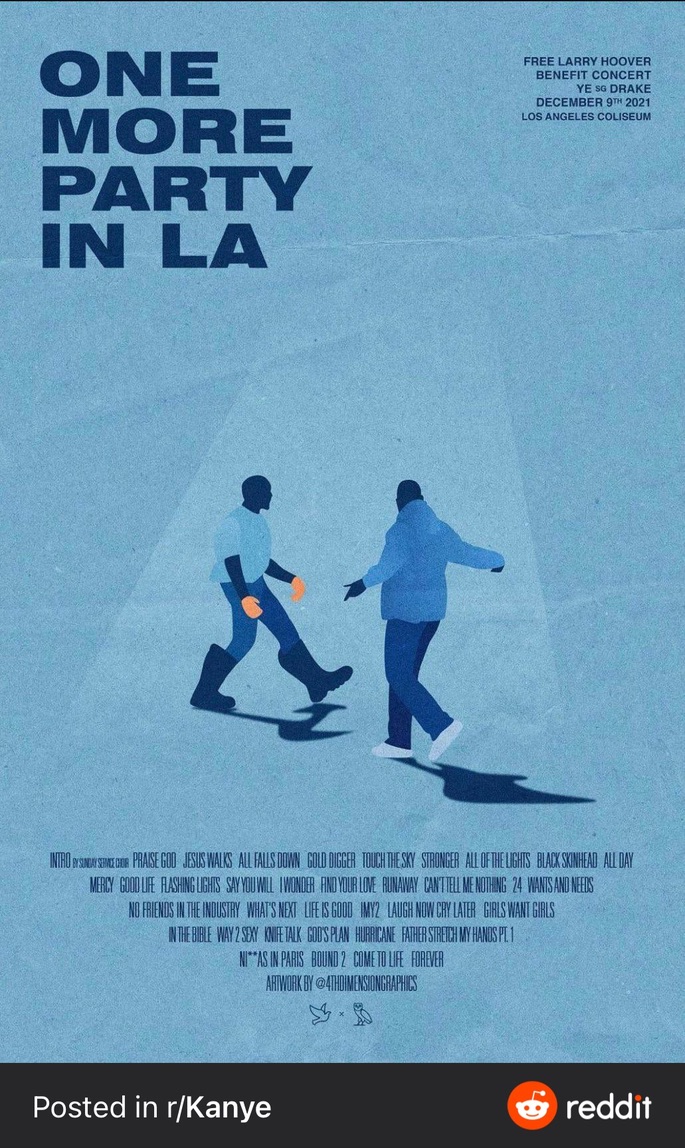 ONE
MORE
PARTY
IN LA
FREE LARRY HOOVER
BENEFIT CONCERT
YE SG DRAKE
DECEMBER 9TH 2021
LOS ANGELES COLISEUM
INTRO BY SUNDAY SERVICE CHOIR PRAISE GOD JESUS WALKS ALL FALLS DOWN GOLD DIGGER TOUCH THE SKY STRONGER ALL OF THE LIGHTS BLACK SKINHEAD ALL DAY
MERCY GOOD LIFE FLASHING LIGHTS SAY YOU WILL I WONDER FIND YOUR LOVE RUNAWAY CAN'T TELL ME NOTHING 24 WANTS AND NEEDS
NO FRIENDS IN THE INDUSTRY WHAT'S NEXT LIFE IS GOOD IMY2 LAUGH NOW CRY LATER GIRLS WANT GIRLS
IN THE BIBLE WAY 2 SEXY KNIFE TALK GOD'S PLAN HURRICANE FATHER STRETCH MY HANDS PT. 1
NI**AS IN PARIS BOUND 2 COME TO LIFE FOREVER
ARTWORK BY @4THDIMENSIONGRAPHICS
×
Posted in r/Kanye
reddit